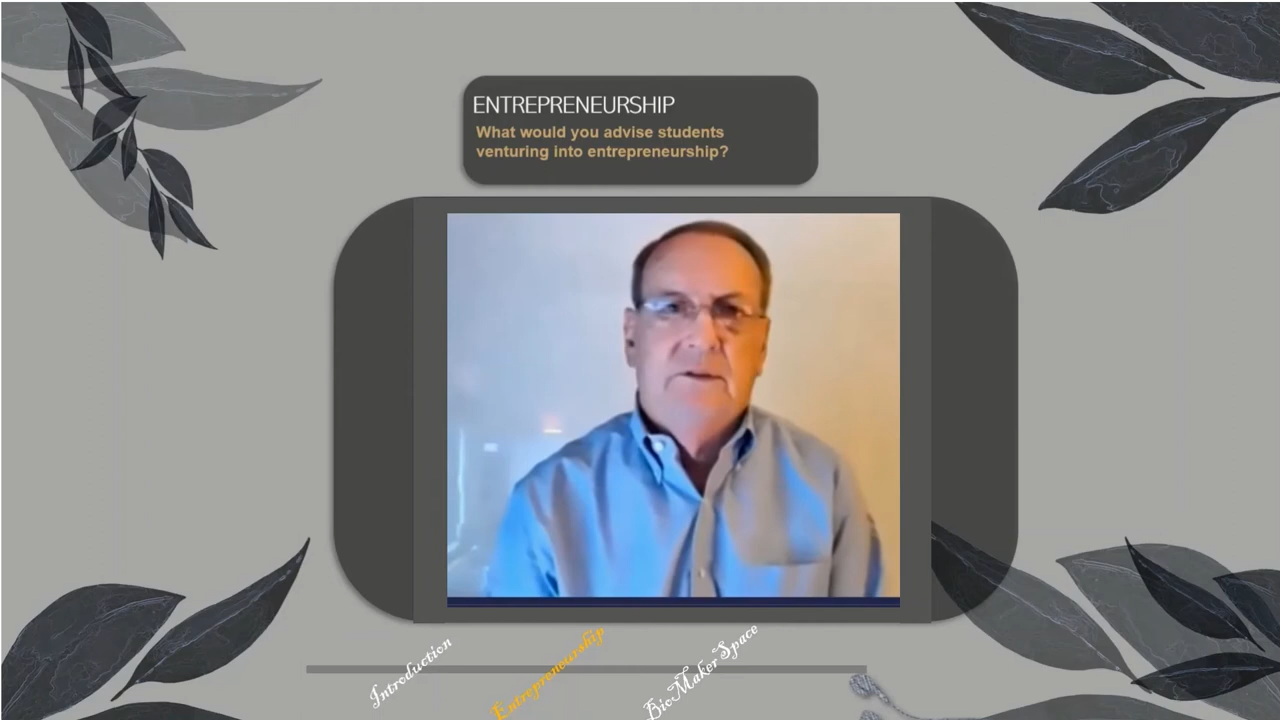 ENTREPRENEURSHIP
What would you advise students
venturing into entrepreneurship?
Introduction
Entrepreneurship
BioMaker Space